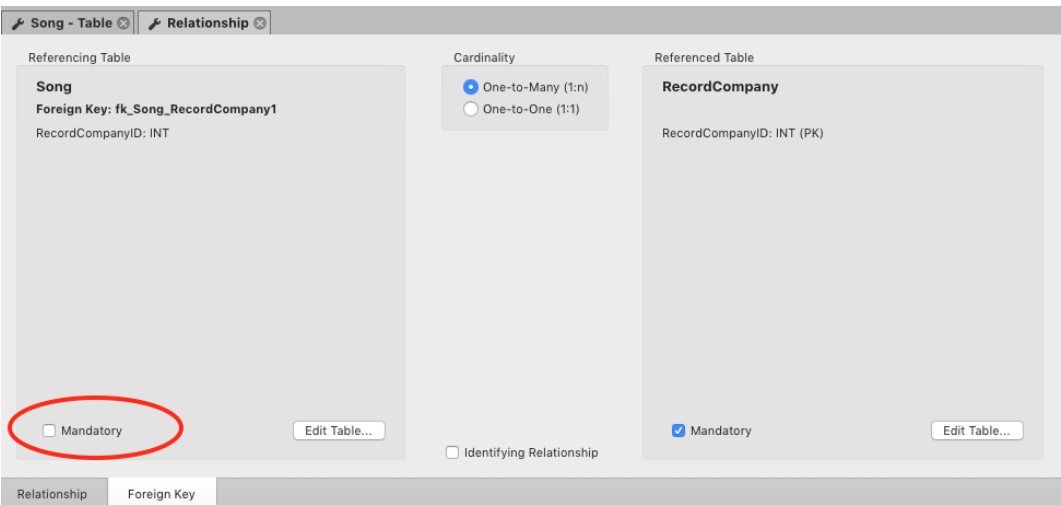 Song - Table
Relationship
Referencing Table
Song
Foreign Key: fk_Song_RecordCompany1
RecordCompanyID: INT
Mandatory
Edit Table...
Cardinality
One-to-Many (1:n)
One-to-One (1:1)
Identifying Relationship
Referenced Table
RecordCompany
RecordCompanyID: INT (PK)
Mandatory
Edit Table...
Relationship
Foreign Key